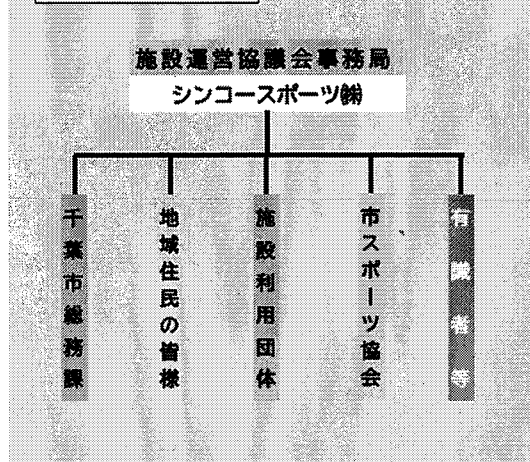 施設運営協議会事務局
シンコースポーツ㈱
千葉市総務課
地域住民の皆様
施設利用団体
市スポーツ協会
有識者等